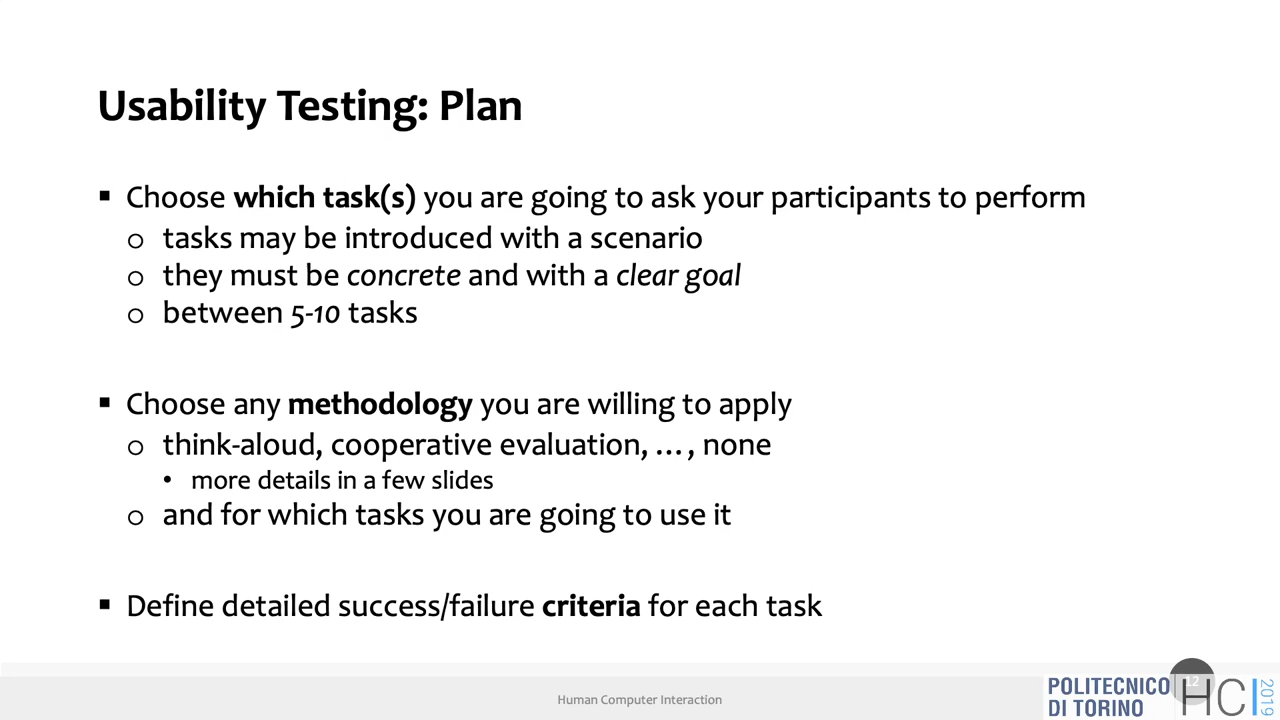 Usability Testing: Plan
▪ Choose which task(s) you are going to ask your participants to perform
o tasks may be introduced with a scenario
o they must be concrete and with a clear goal
o between 5-10 tasks
▪ Choose any methodology you are willing to apply
o think-aloud, cooperative evaluation, …, none
• more details in a few slides
o and for which tasks you are going to use it
▪ Define detailed success/failure criteria for each task
Human Computer Interaction
12
POLITECNICO
DI TORINO
HCI
2019